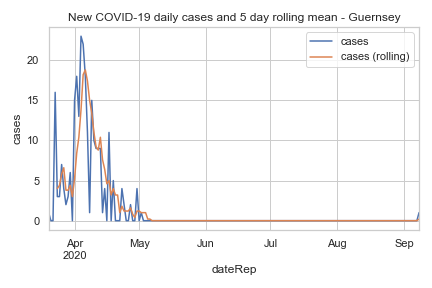 New COVID-19 daily cases and 5 day rolling mean - Guernsey
cases
cases (rolling)
20
15
10
5
0
cases
Apr
2020
May
Jun
Jul
Aug
Sep
dateRep